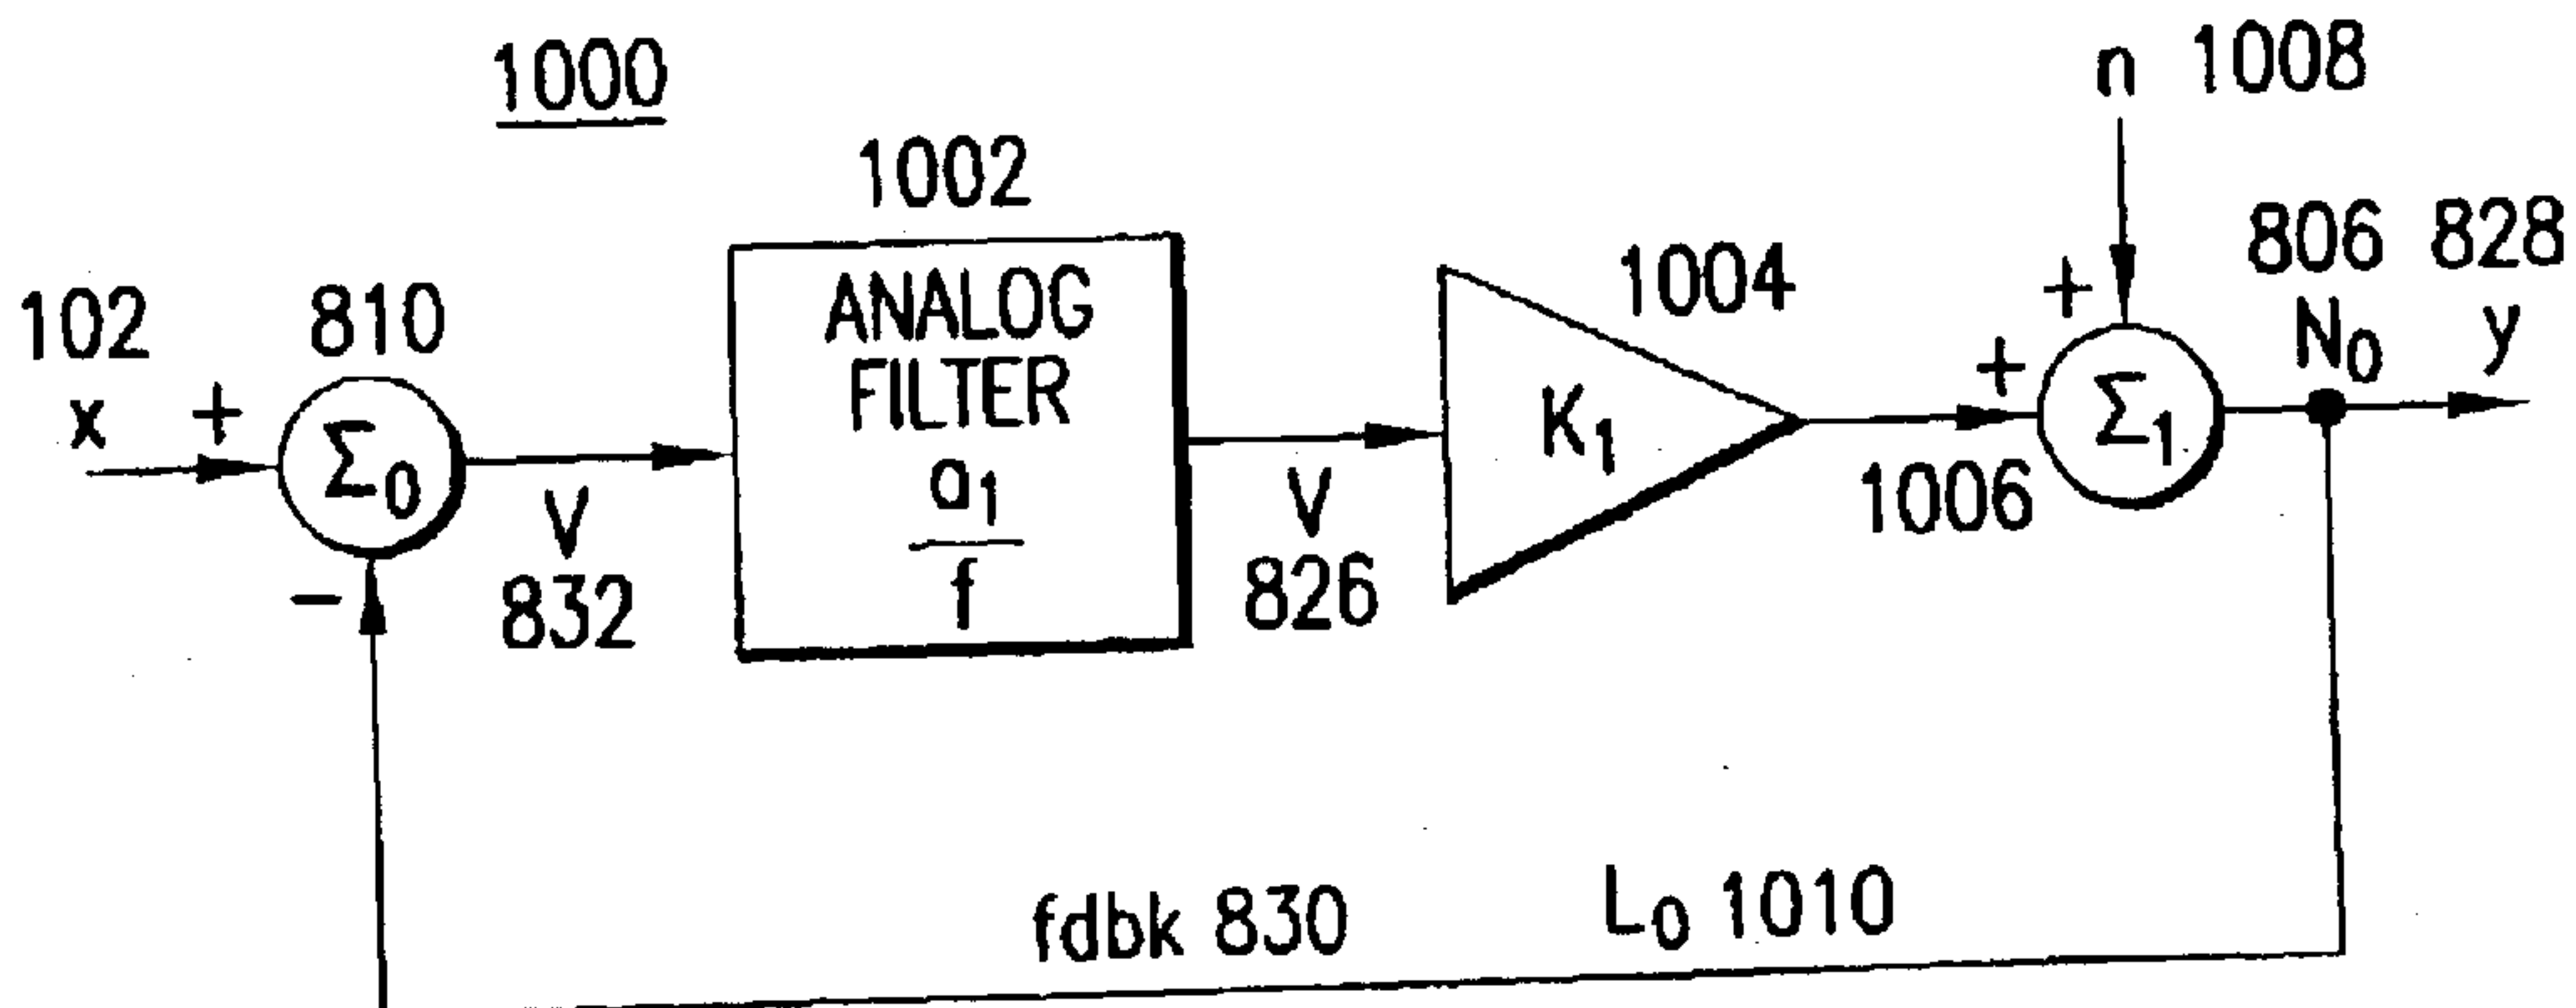 1000
n 1008
1002
102
x
+
810
Σ0
-
V
832
ANALOG
FILTER
a1
f
V
826
1004
K1
+
1006
+
Σ1
806
N0
828
y
fdbk 830
L0 1010